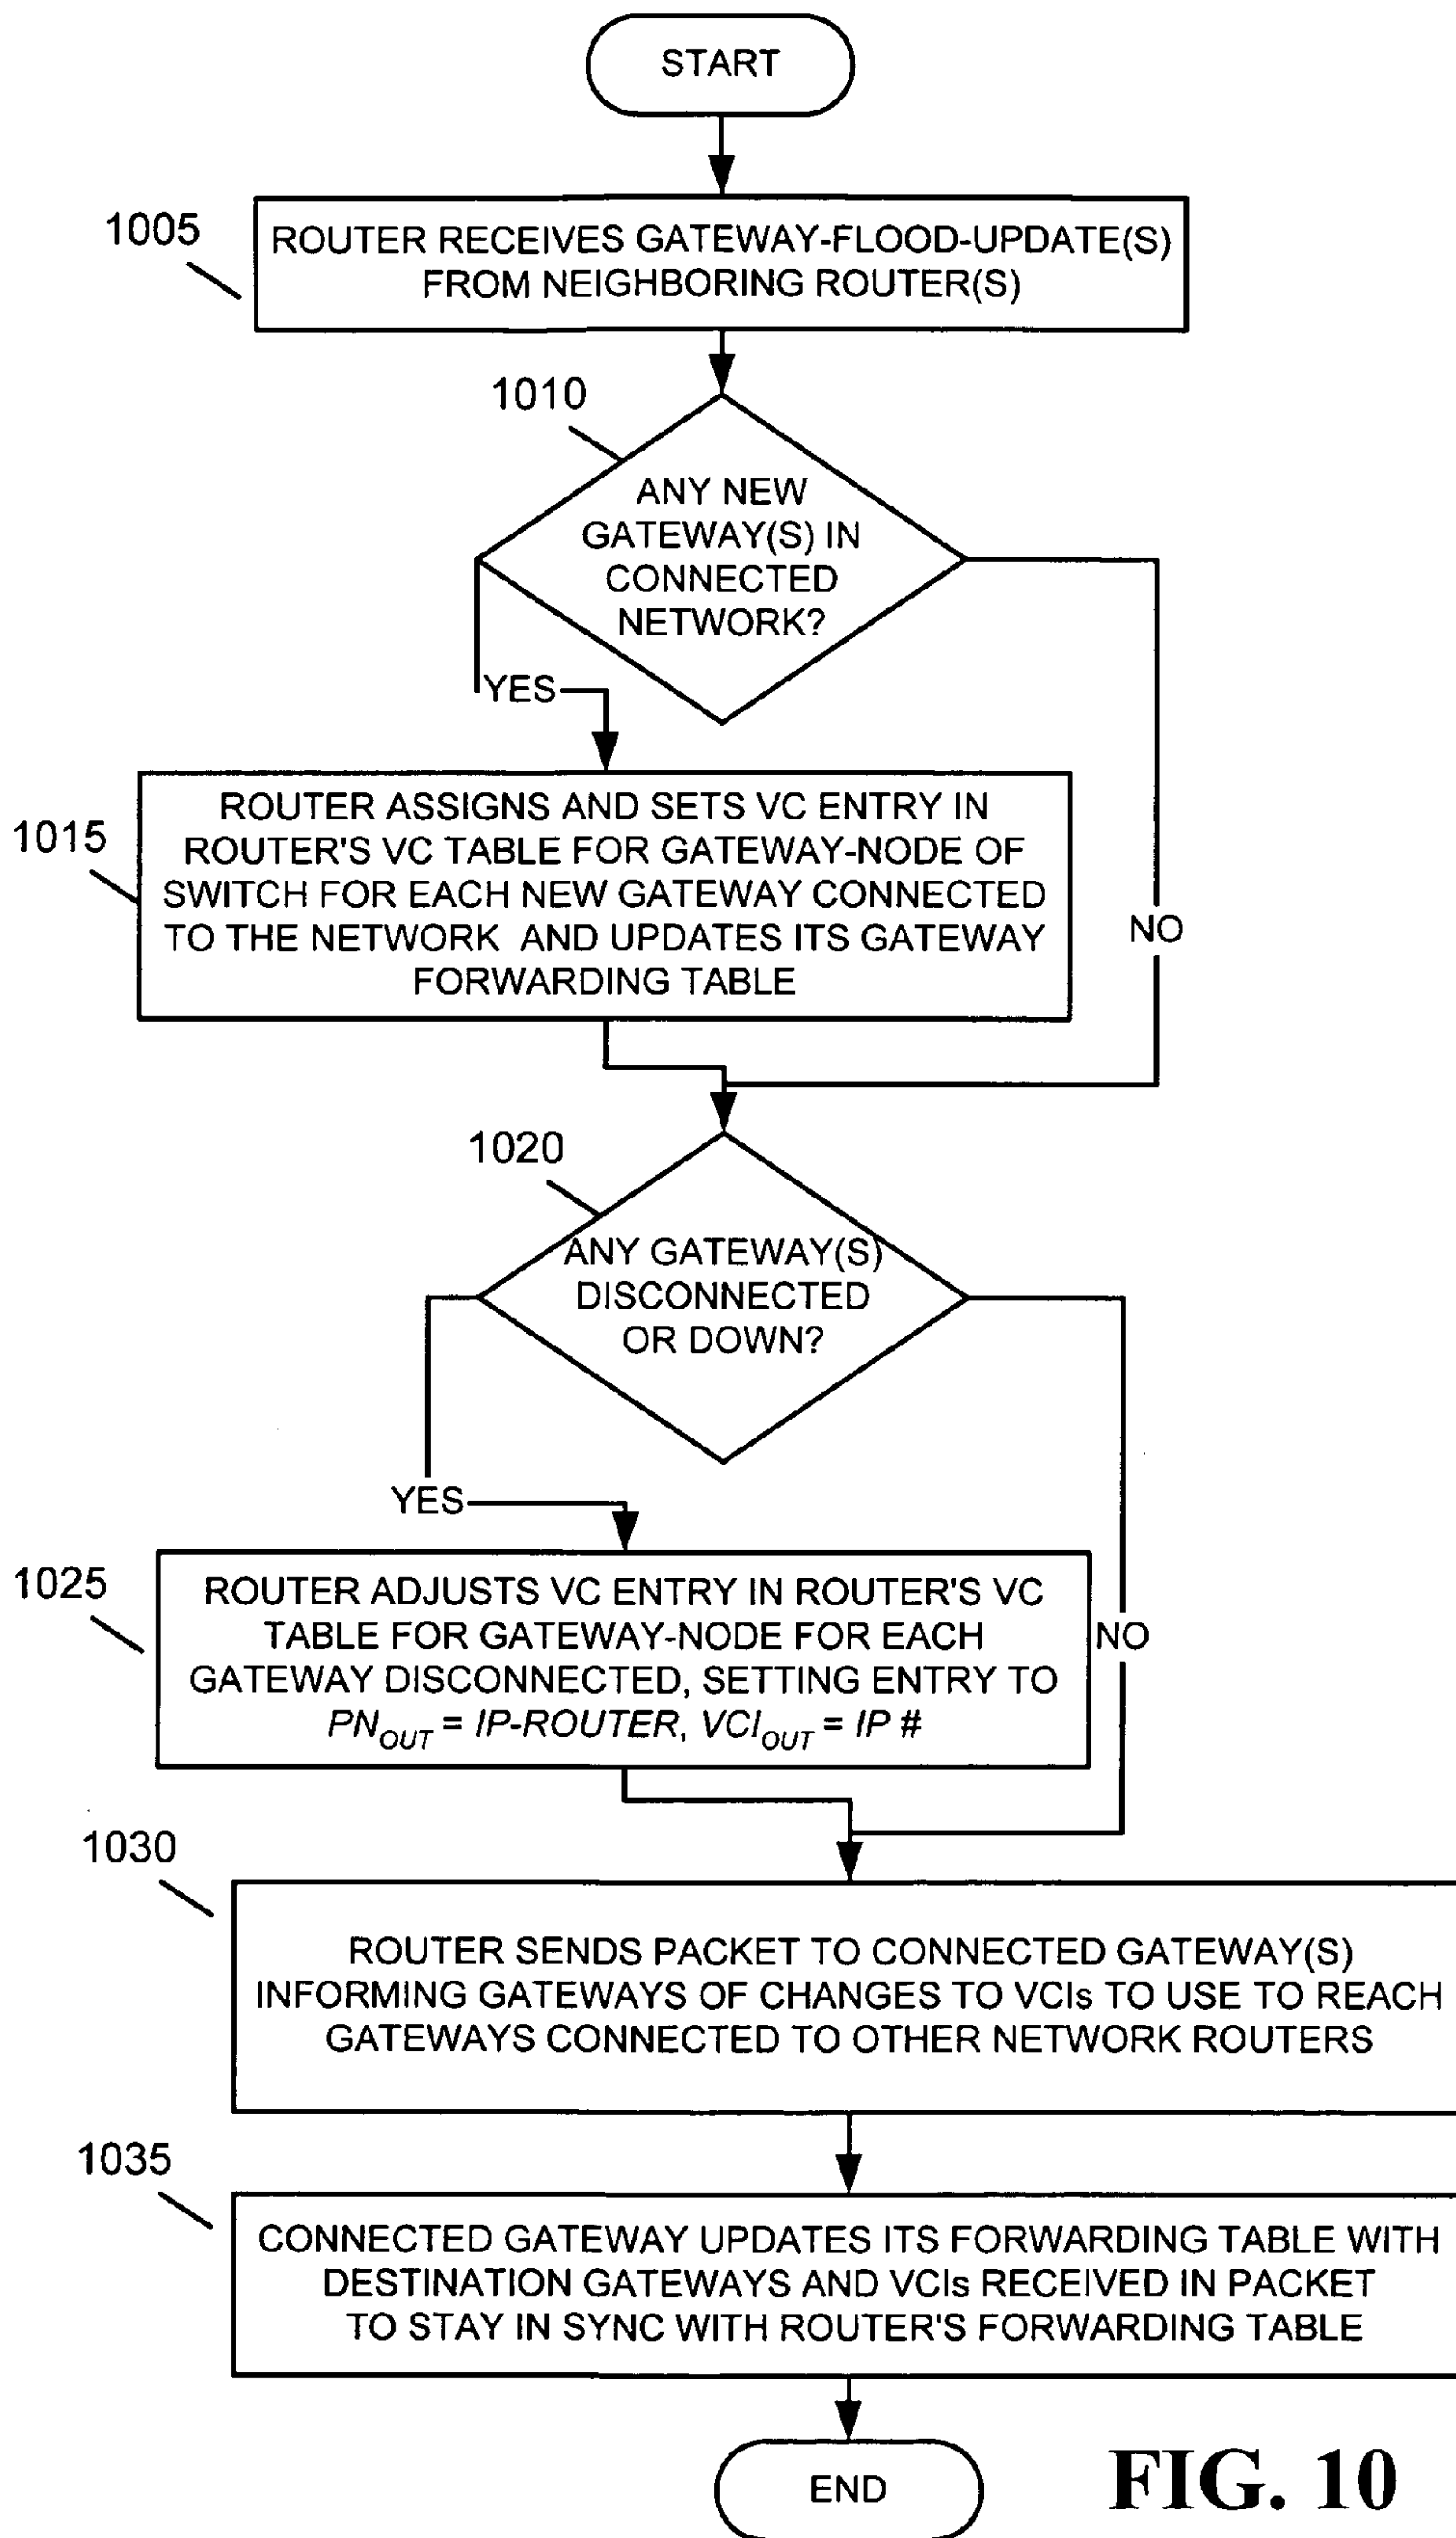 START
1005
ROUTER RECEIVES GATEWAY-FLOOD-UPDATE(S)
FROM NEIGHBORING ROUTER(S)
1010
ANY NEW
GATEWAY(S) IN
CONNECTED
NETWORK?
YES
NO
1015
ROUTER ASSIGNS AND SETS VC ENTRY IN
ROUTER'S VC TABLE FOR GATEWAY-NODE OF
SWITCH FOR EACH NEW GATEWAY CONNECTED
TO THE NETWORK AND UPDATES ITS GATEWAY
FORWARDING TABLE
1020
ANY GATEWAY(S)
DISCONNECTED
OR DOWN?
YES
NO
1025
ROUTER ADJUSTS VC ENTRY IN ROUTER'S VC
TABLE FOR GATEWAY-NODE FOR EACH
GATEWAY DISCONNECTED, SETTING ENTRY TO
PN_OUT = IP-ROUTER, VCI_OUT = IP #
1030
ROUTER SENDS PACKET TO CONNECTED GATEWAY(S)
INFORMING GATEWAYS OF CHANGES TO VCIs TO USE TO REACH
GATEWAYS CONNECTED TO OTHER NETWORK ROUTERS
1035
CONNECTED GATEWAY UPDATES ITS FORWARDING TABLE WITH
DESTINATION GATEWAYS AND VCIs RECEIVED IN PACKET
TO STAY IN SYNC WITH ROUTER'S FORWARDING TABLE
END
FIG. 10